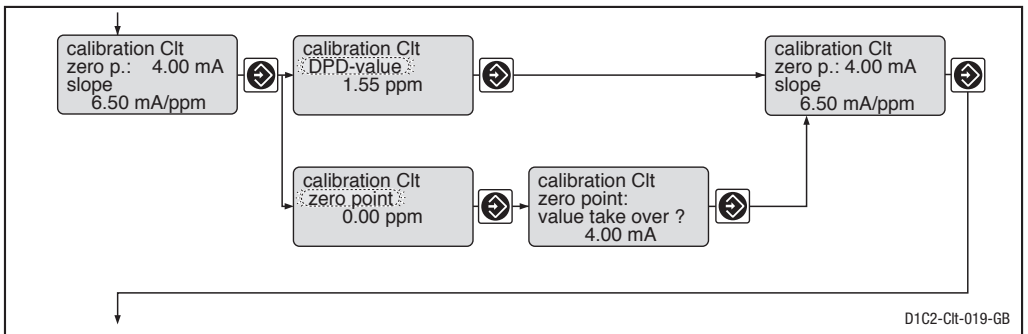 calibration Clt
zero p.: 4.00 mA
slope
6.50 mA/ppm
calibration Clt
DPD-value
1.55 ppm
calibration Clt
zero p.: 4.00 mA
slope
6.50 mA/ppm
calibration Clt
zero point
0.00 ppm
calibration Clt
zero point:
value take over ?
4.00 mA
D1C2-Clt-019-GB